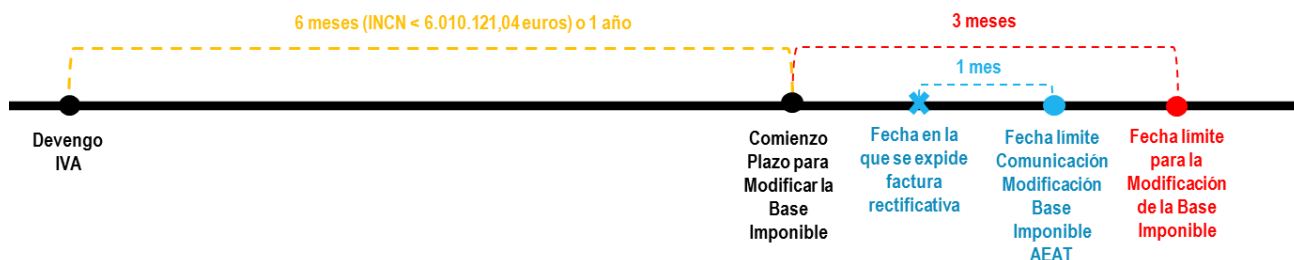 6 meses (INCN < 6.010.121,04 euros) o 1 año
3 meses
1 mes
Devengo
IVA
Comienzo
Plazo para
Modificar la
Base
Imponible
Fecha en la
que se expide
factura
rectificativa
Fecha límite
Comunicación
Modificación
Base
Imponible
AEAT
Fecha límite
para la
Modificación
de la Base
Imponible